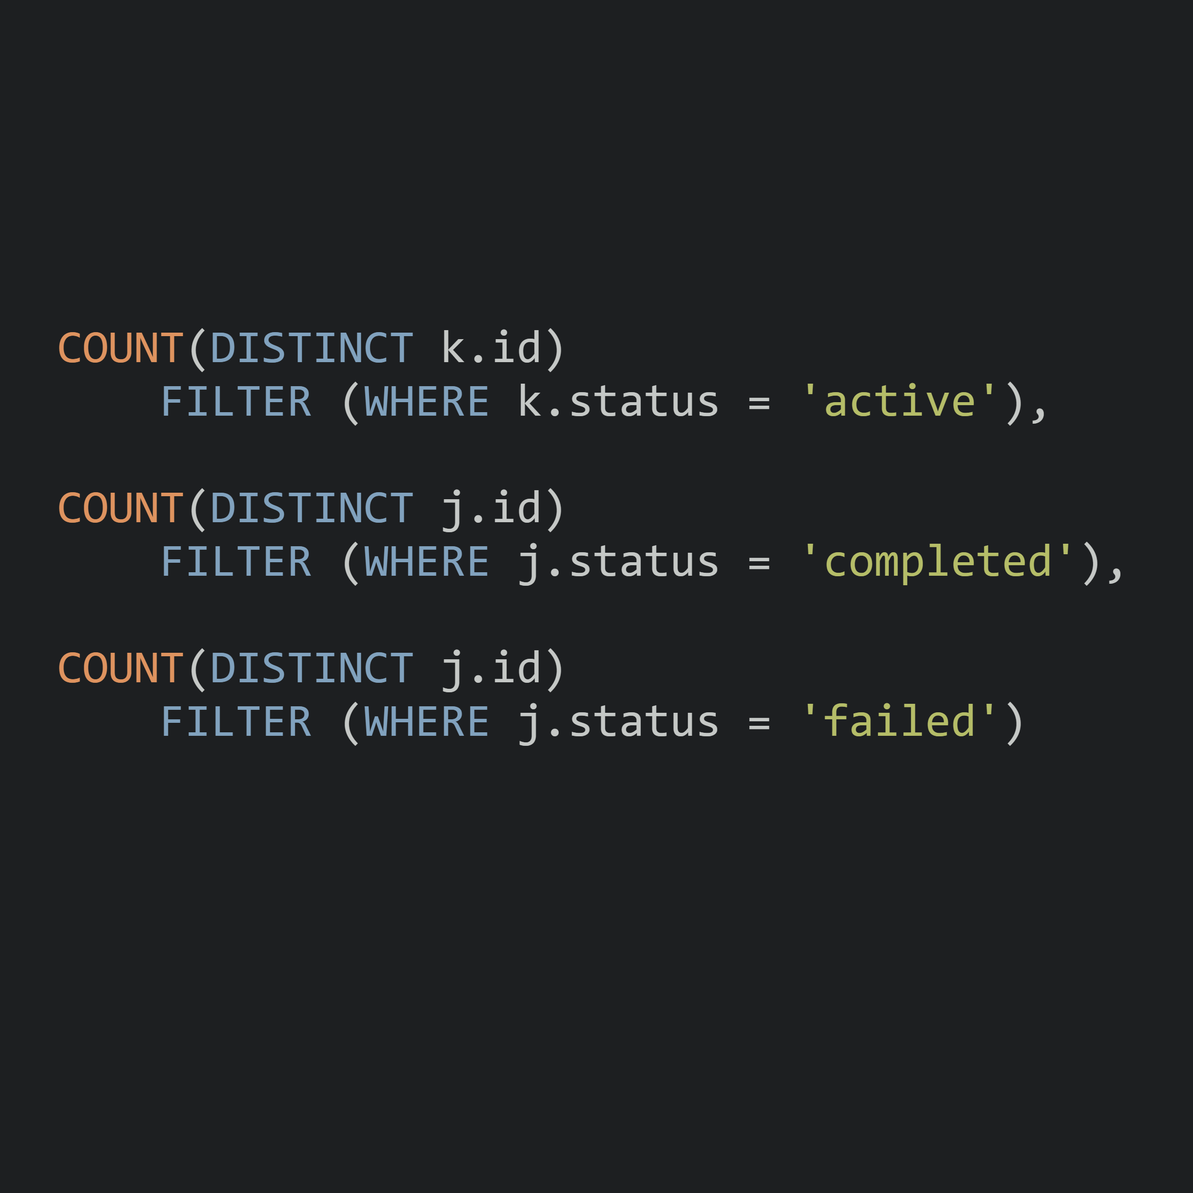 COUNT(DISTINCT k.id)
    FILTER (WHERE k.status = 'active'),

COUNT(DISTINCT j.id)
    FILTER (WHERE j.status = 'completed'),

COUNT(DISTINCT j.id)
    FILTER (WHERE j.status = 'failed')